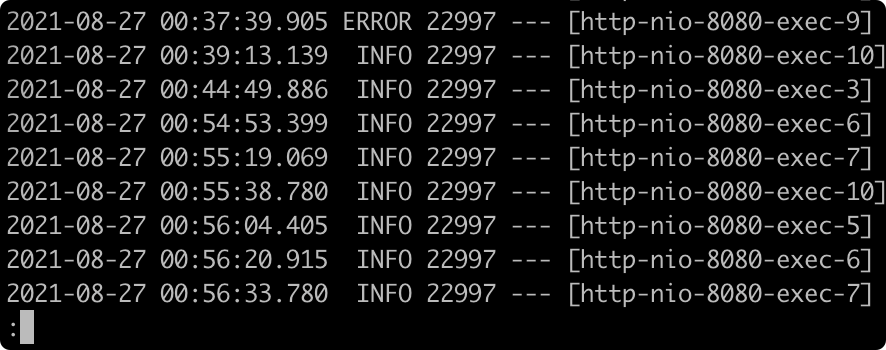 2021-08-27 00:37:39.905 ERROR 22997 --- [http-nio-8080-exec-9]
2021-08-27 00:39:13.139  INFO 22997 --- [http-nio-8080-exec-10]
2021-08-27 00:44:49.886  INFO 22997 --- [http-nio-8080-exec-3]
2021-08-27 00:54:53.399  INFO 22997 --- [http-nio-8080-exec-6]
2021-08-27 00:55:19.069  INFO 22997 --- [http-nio-8080-exec-7]
2021-08-27 00:55:38.780  INFO 22997 --- [http-nio-8080-exec-10]
2021-08-27 00:56:04.405  INFO 22997 --- [http-nio-8080-exec-5]
2021-08-27 00:56:20.915  INFO 22997 --- [http-nio-8080-exec-6]
2021-08-27 00:56:33.780  INFO 22997 --- [http-nio-8080-exec-7]
: